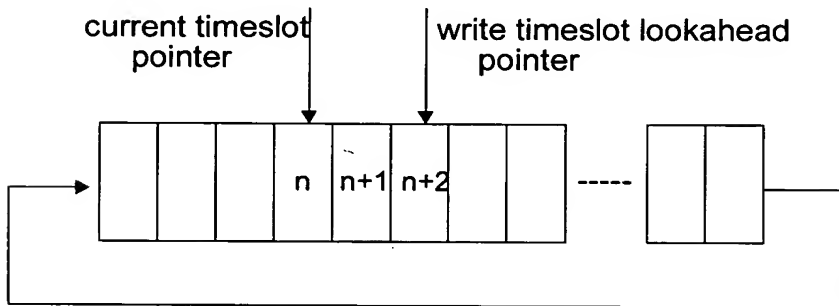 current timeslot
pointer
write timeslot lookahead
pointer
n n+1 n+2